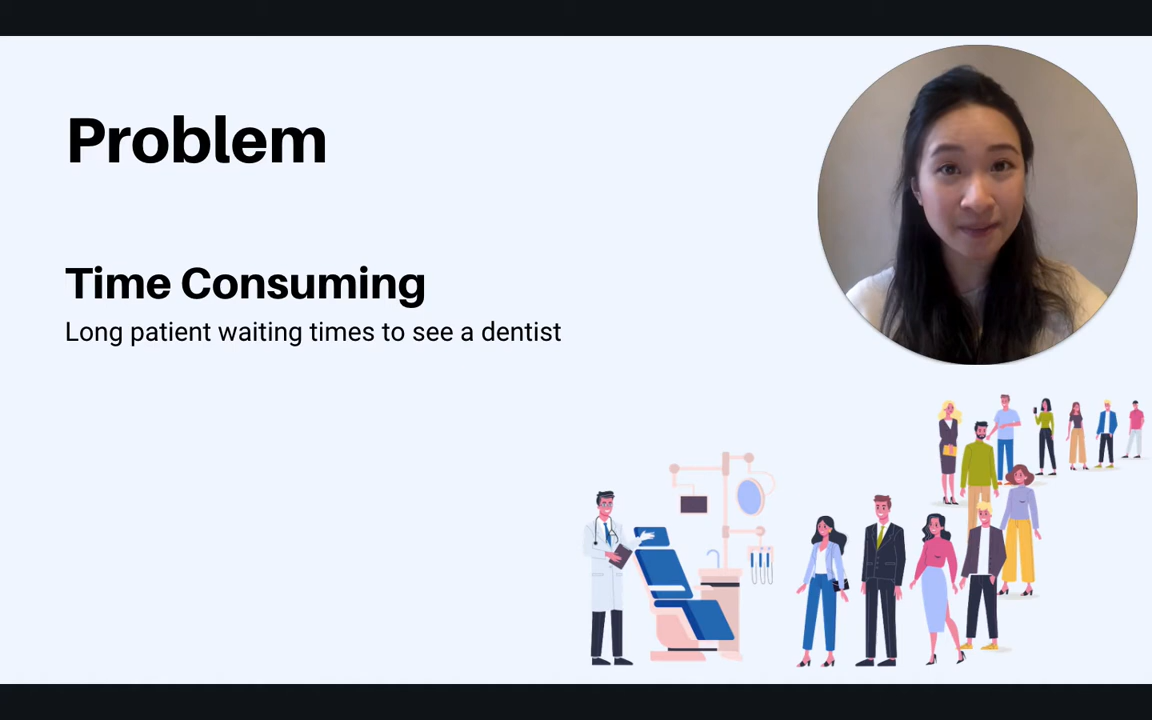 Problem
Time Consuming
Long patient waiting times to see a dentist